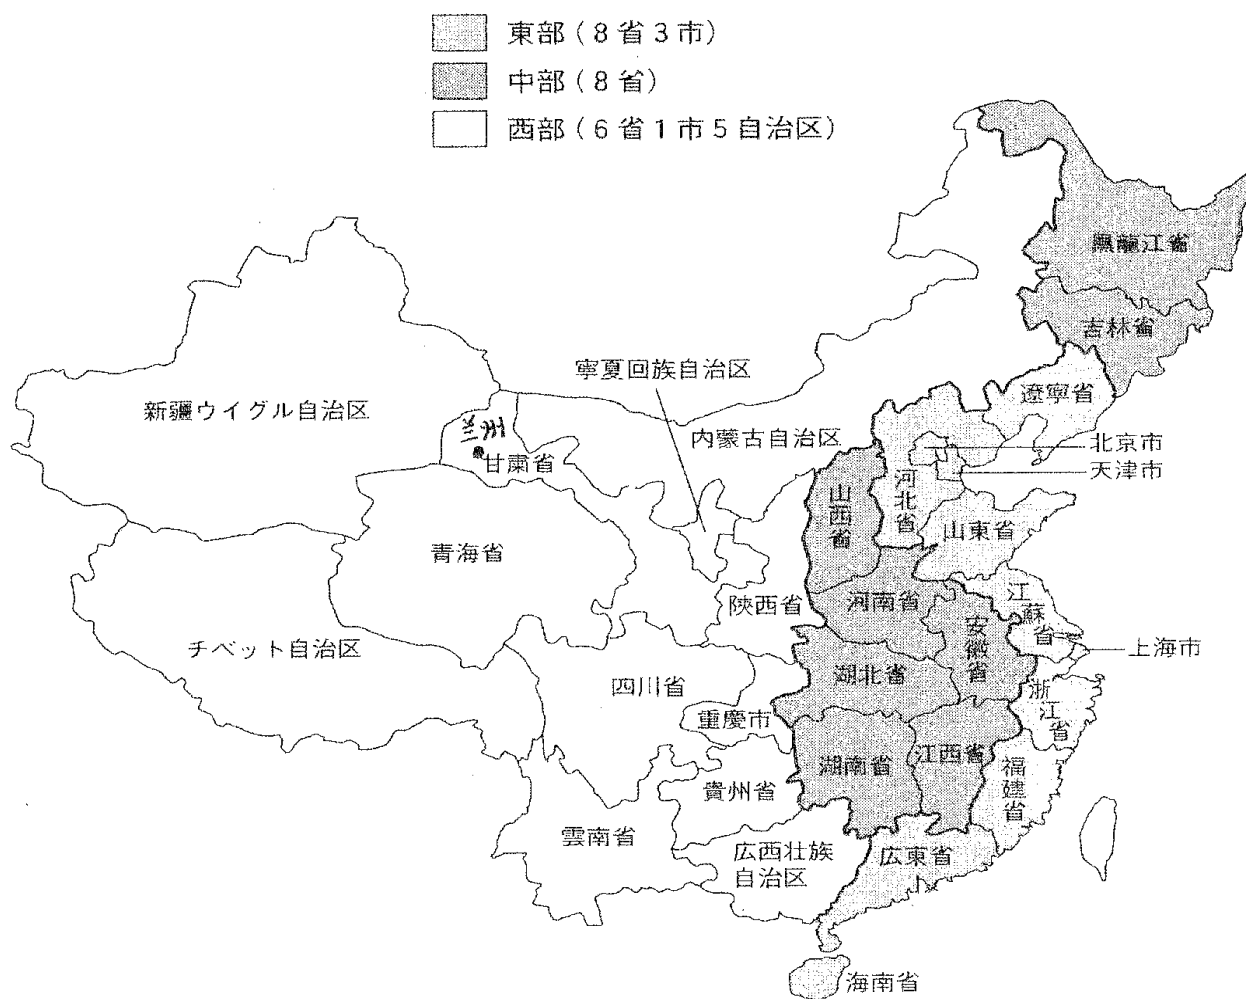 東部(8省3市)
中部(8省)
西部(6省1市5自治区)
黒龍江省
吉林省
遼寧省
寧夏回族自治区
新疆ウイグル自治区
内蒙古自治区
北京市
天津市
甘粛省
河北省
山西省
山東省
青海省
陝西省
河南省
江蘇省
安徽省
上海市
チベット自治区
四川省
湖北省
浙江省
重慶市
湖南省
江西省
福建省
貴州省
雲南省
広西壮族
自治区
広東省
海南省